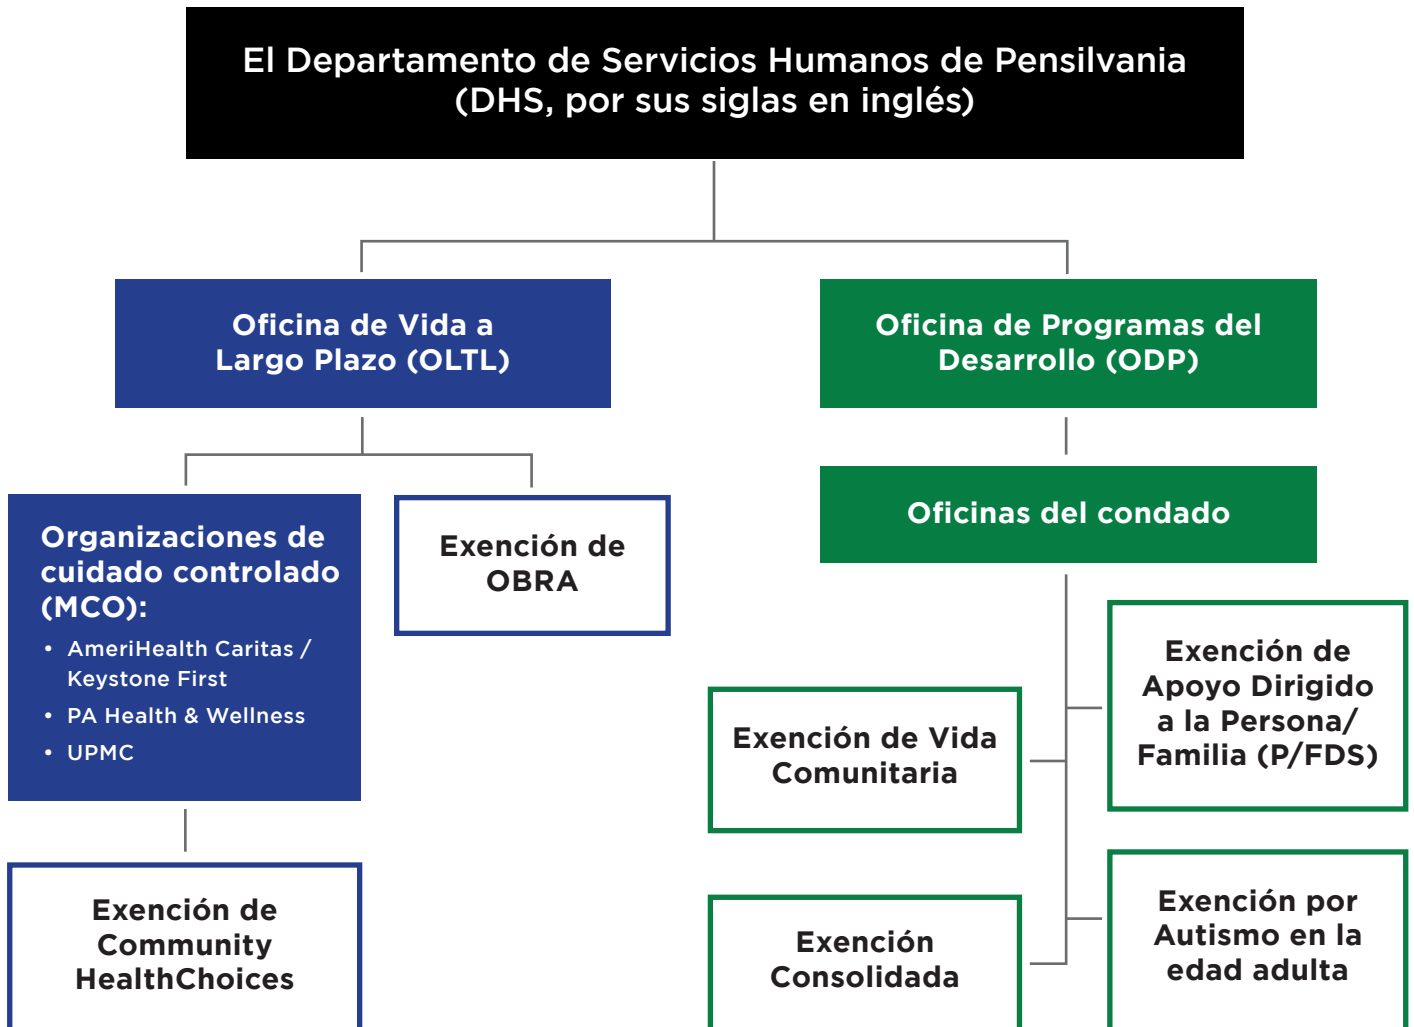 El Departamento de Servicios Humanos de Pensilvania
(DHS, por sus siglas en inglés)
Oficina de Vida a
Largo Plazo (OLTL)
Oficina de Programas del
Desarrollo (ODP)
Organizaciones de
cuidado controlado
(MCO):
• AmeriHealth Caritas /
Keystone First
• PA Health & Wellness
• UPMC
Exención de
OBRA
Oficinas del condado
Exención de
Apoyo Dirigido
a la Persona/
Familia (P/FDS)
Exención de Vida
Comunitaria
Exención de
Community
HealthChoices
Exención
Consolidada
Exención por
Autismo en la
edad adulta